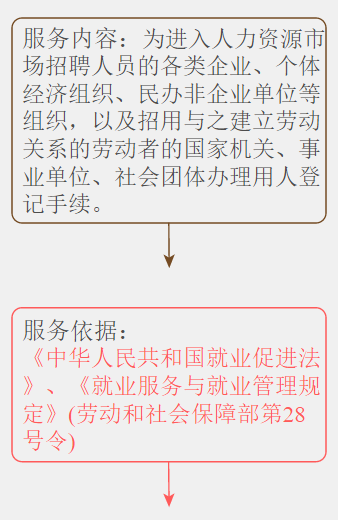 服务内容：为进入人力资源市
场招聘人员的各类企业、个体
经济组织、民办非企业单位等
组织，以及招用与之建立劳动
关系的劳动者的国家机关、事
业单位、社会团体办理用人登
记手续。
服务依据：
《中华人民共和国就业促进法
》、《就业服务与就业管理规
定》(劳动和社会保障部第28
号令)